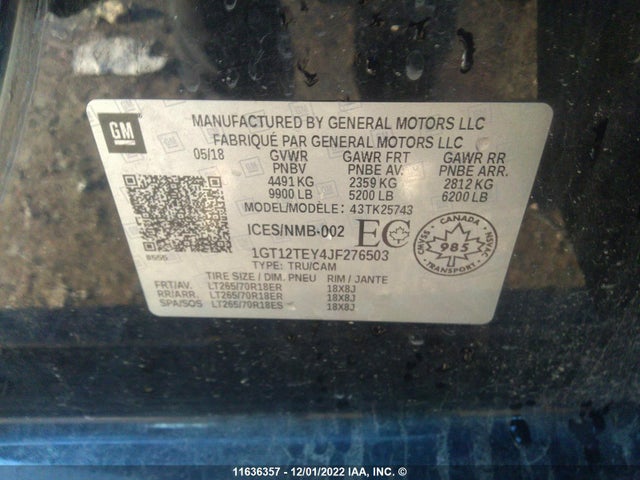 GM
MANUFACTURED BY GENERAL MOTORS LLC
FABRIQUÉ PAR GENERAL MOTORS LLC
05/18 GVWR GAWR FRT GAWR RR
PNBV PNBE AV. PNBE ARR.
4491 KG 2359 KG 2812 KG
9900 LB 5200 LB 6200 LB
MODEL/MODÈLE: 43TK25743
ICES/NMB-002 EC
CANADA
985
1GT12TEY4JF276503
TYPE: TRU/CAM
TIRE SIZE / DIM. PNEU RIM / JANTE
FRT/AV. LT265/70R18ER 18X8J
RR/ARR. LT265/70R18ER 18X8J
SPA/SOS LT265/70R18ES 18X8J
11636357 - 12/01/2022 IAA, INC. ©